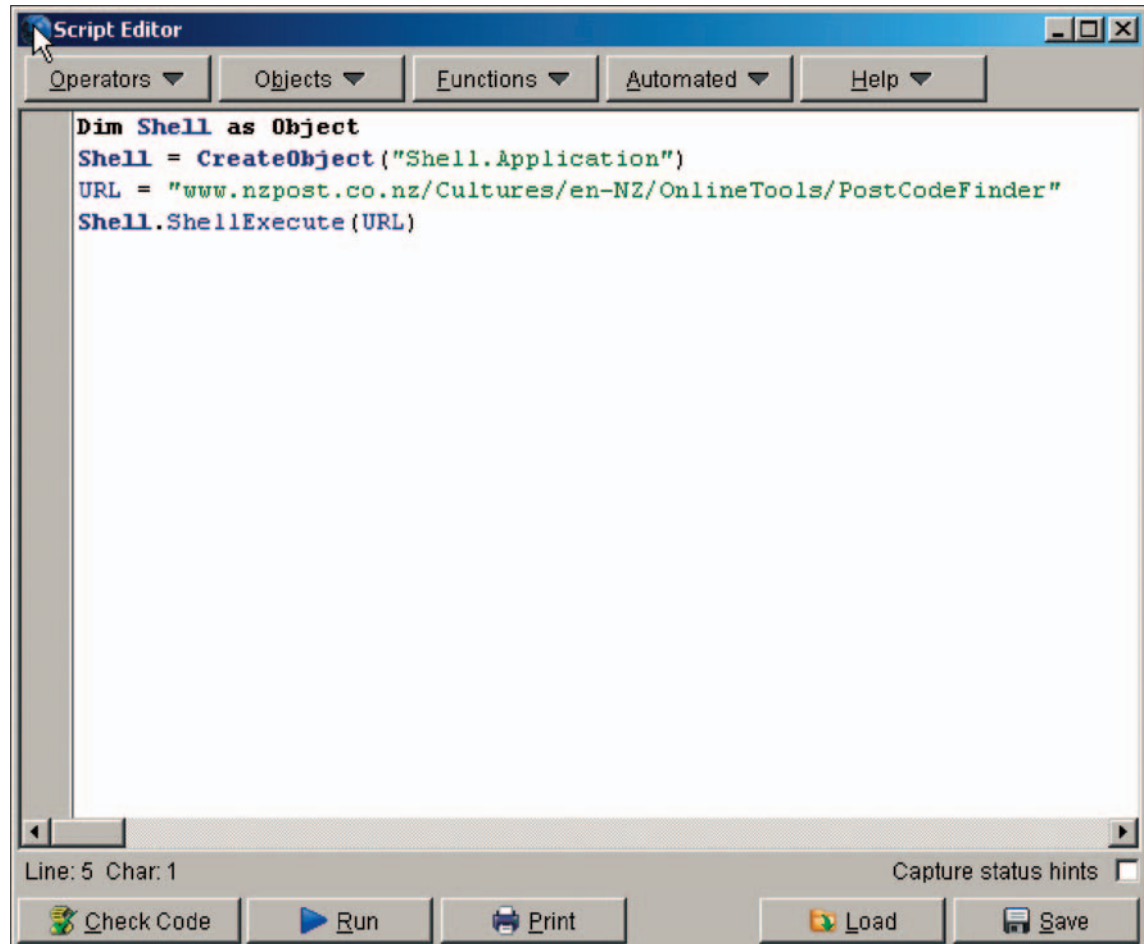 Script Editor
Operators Objects Functions Automated Help
Dim Shell as Object
Shell = CreateObject("Shell.Application")
URL = "www.nzpost.co.nz/Cultures/en-NZ/OnlineTools/PostCodeFinder"
Shell.ShellExecute(URL)
Line: 5 Char: 1 Capture status hints
Check Code Run Print Load Save